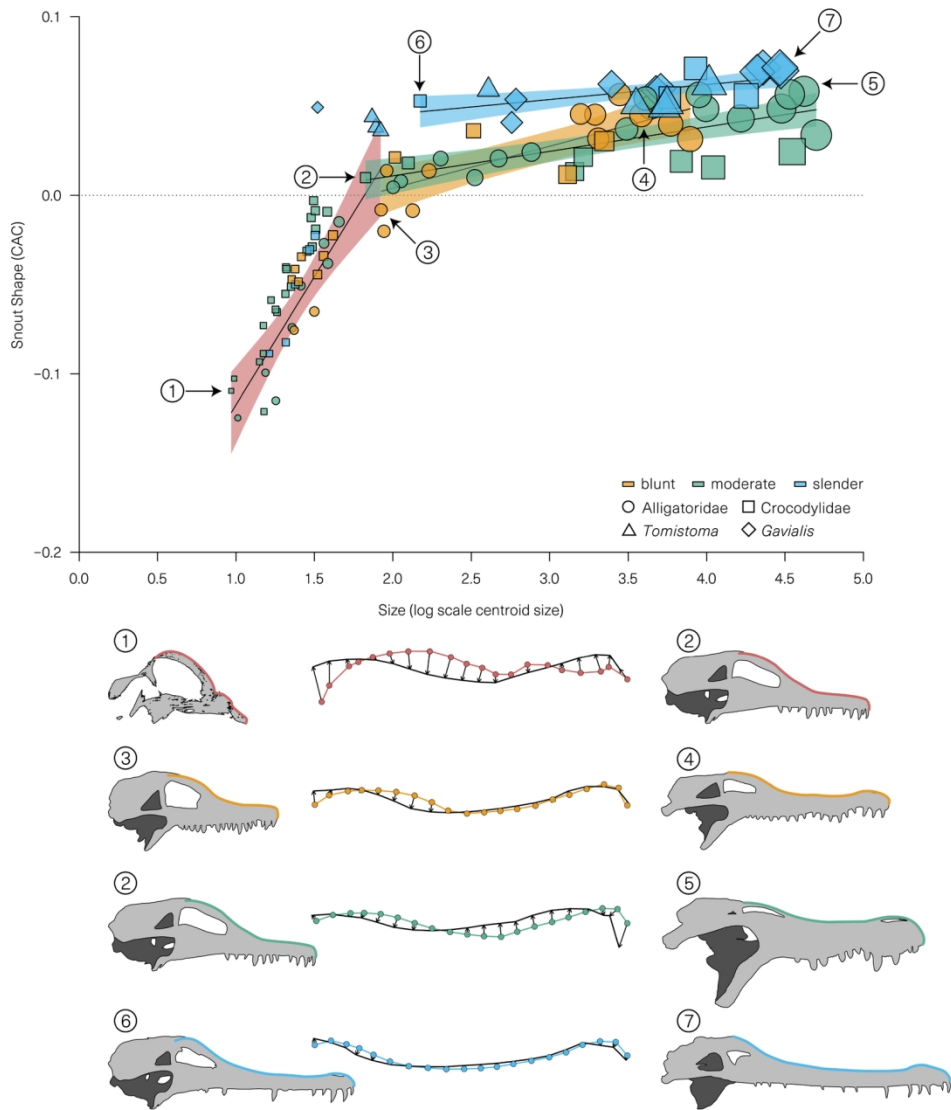 0.1
⑦
⑥
⑤
②
④
0.0
③
Snout Shape (CAC)
-0.1
①
blunt moderate slender
Alligatoridae Crocodylidae
Tomistoma Gavialis
-0.2
0.0 0.5 1.0 1.5 2.0 2.5 3.0 3.5 4.0 4.5 5.0
Size (log scale centroid size)
① ②
③ ④
② ⑤
⑥ ⑦